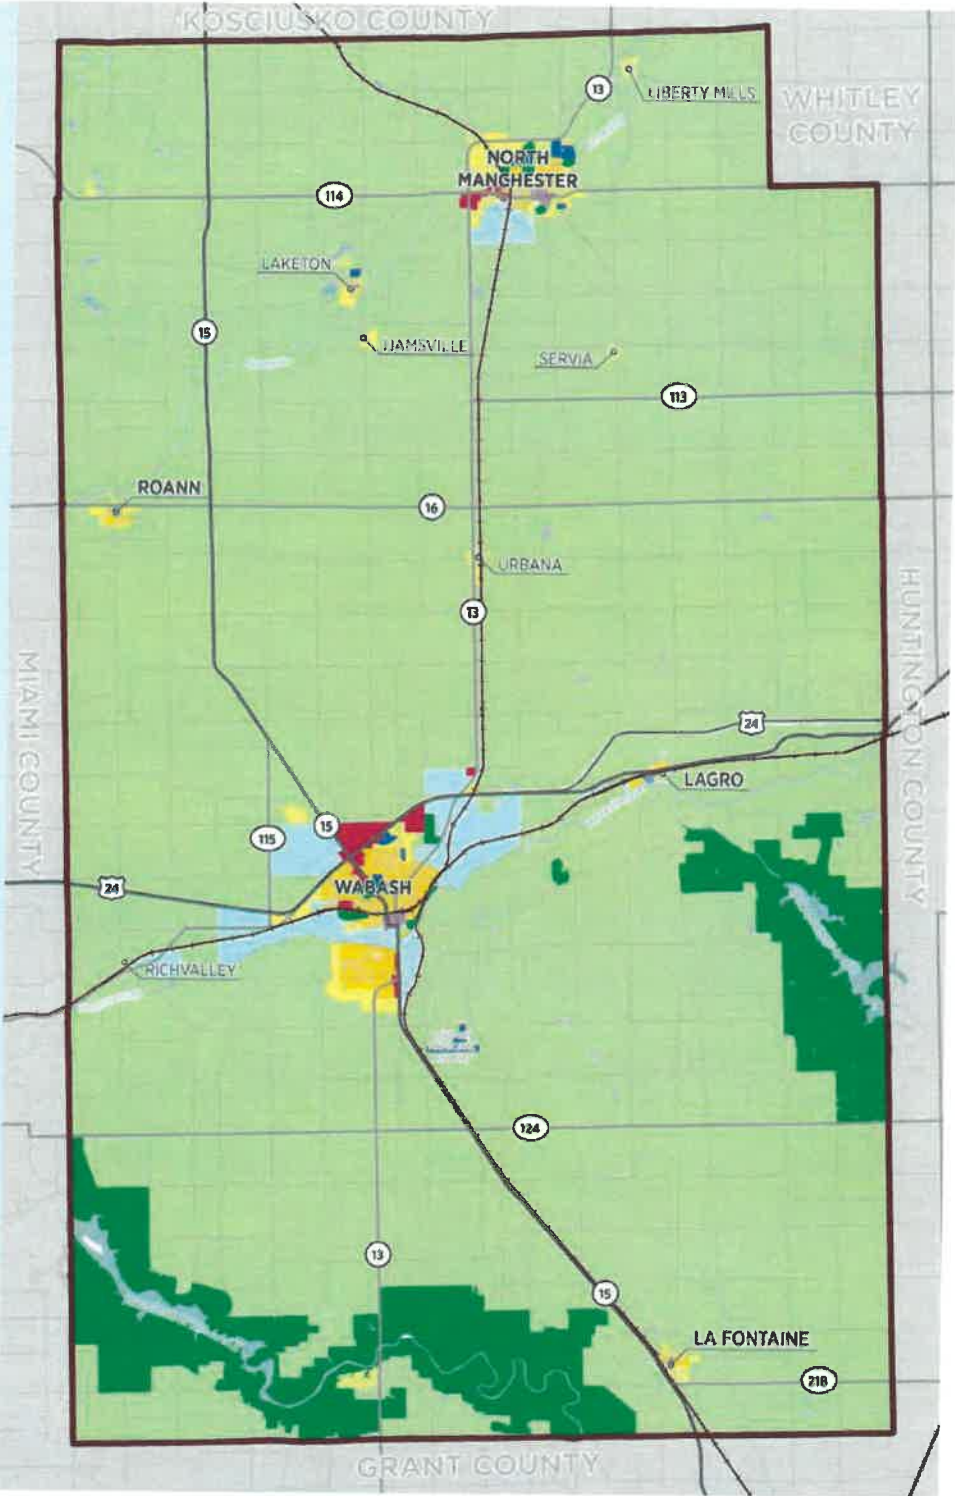 KOSCIUSKO COUNTY
13
LIBERTY MILLS
WHITLEY
COUNTY
NORTH
MANCHESTER
114
LAKETON
15
IJAMSVILLE
SERVIA
113
ROANN
16
URBANA
13
HUNTINGTON COUNTY
MIAMI COUNTY
24
LAGRO
15
115
24
WABASH
RICHVALLEY
124
13
15
LA FONTAINE
218
GRANT COUNTY